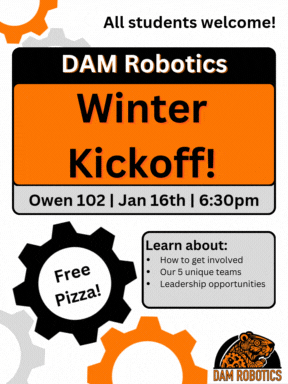 All students welcome!
DAM Robotics
Winter
Kickoff!
Owen 102 | Jan 16th | 6:30pm
Learn about:
• How to get involved
• Our 5 unique teams
• Leadership opportunities
Free
Pizza!
DAM ROBOTICS